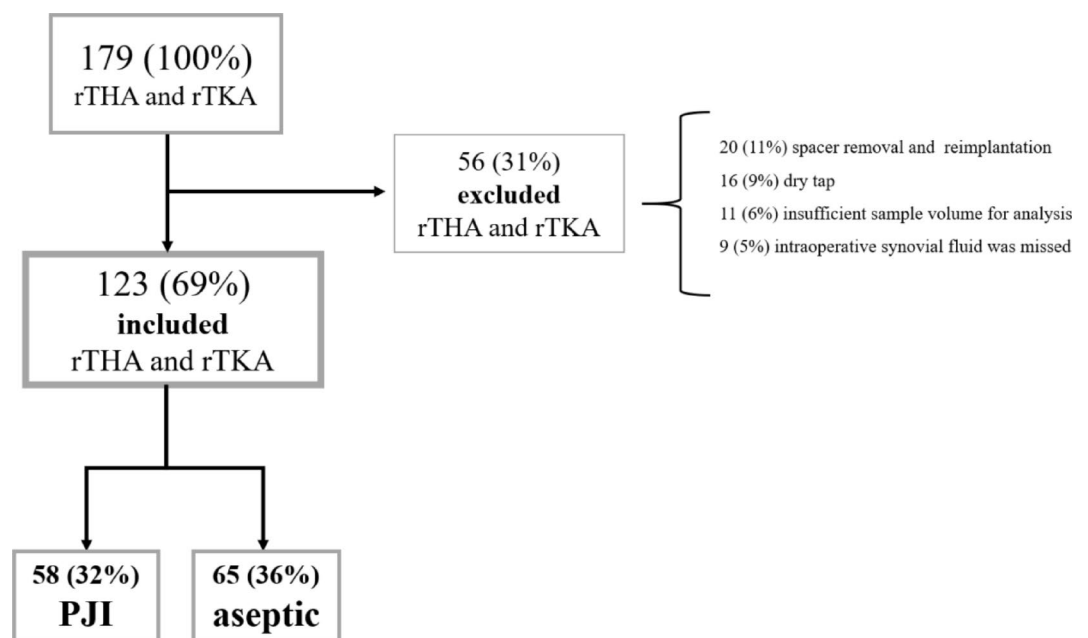 179 (100%)
rTHA and rTKA
56 (31%)
excluded
rTHA and rTKA
20 (11%) spacer removal and reimplantation
16 (9%) dry tap
11 (6%) insufficient sample volume for analysis
9 (5%) intraoperative synovial fluid was missed
123 (69%)
included
rTHA and rTKA
58 (32%)
PJI
65 (36%)
aseptic